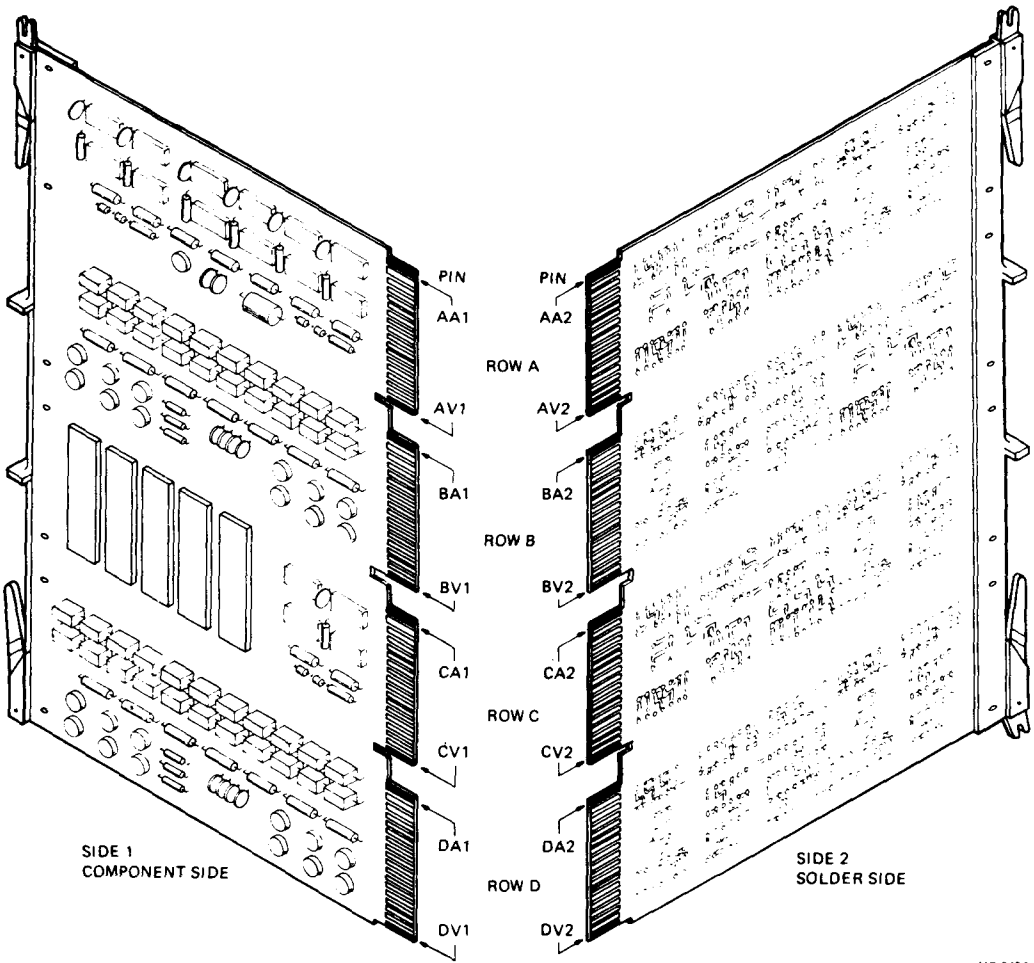 PIN
AA1
ROW A
AV1
BA1
ROW B
BV1
CA1
ROW C
CV1
DA1
ROW D
DV1
PIN
AA2
AV2
BA2
BV2
CA2
CV2
DA2
DV2
SIDE 1
COMPONENT SIDE
SIDE 2
SOLDER SIDE